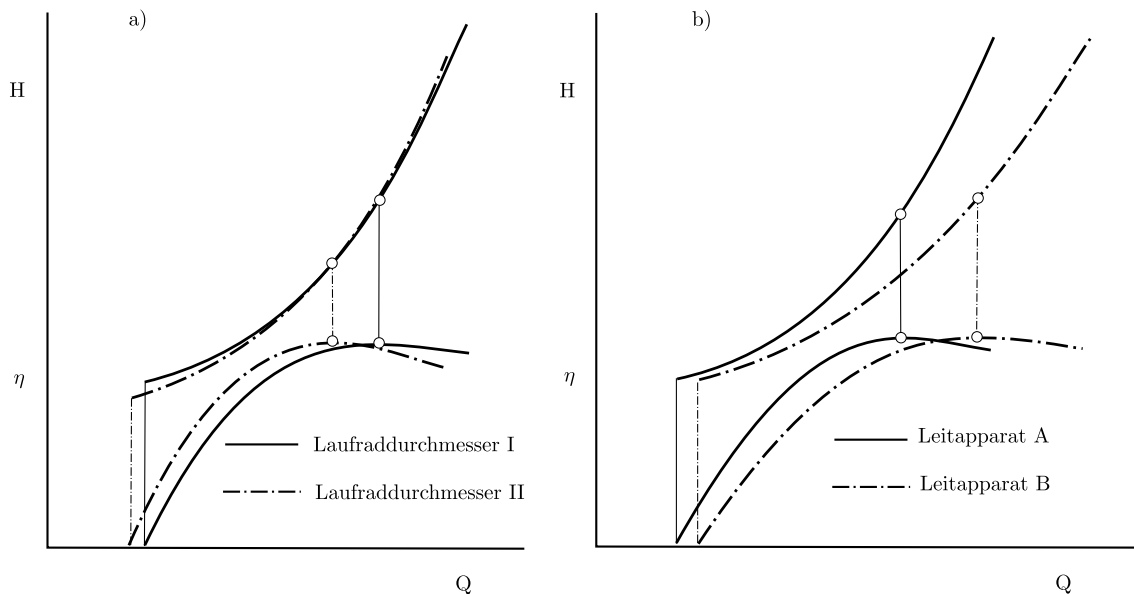 a)
H
η
Laufraddurchmesser I
Laufraddurchmesser II
Q
b)
H
η
Leitapparat A
Leitapparat B
Q